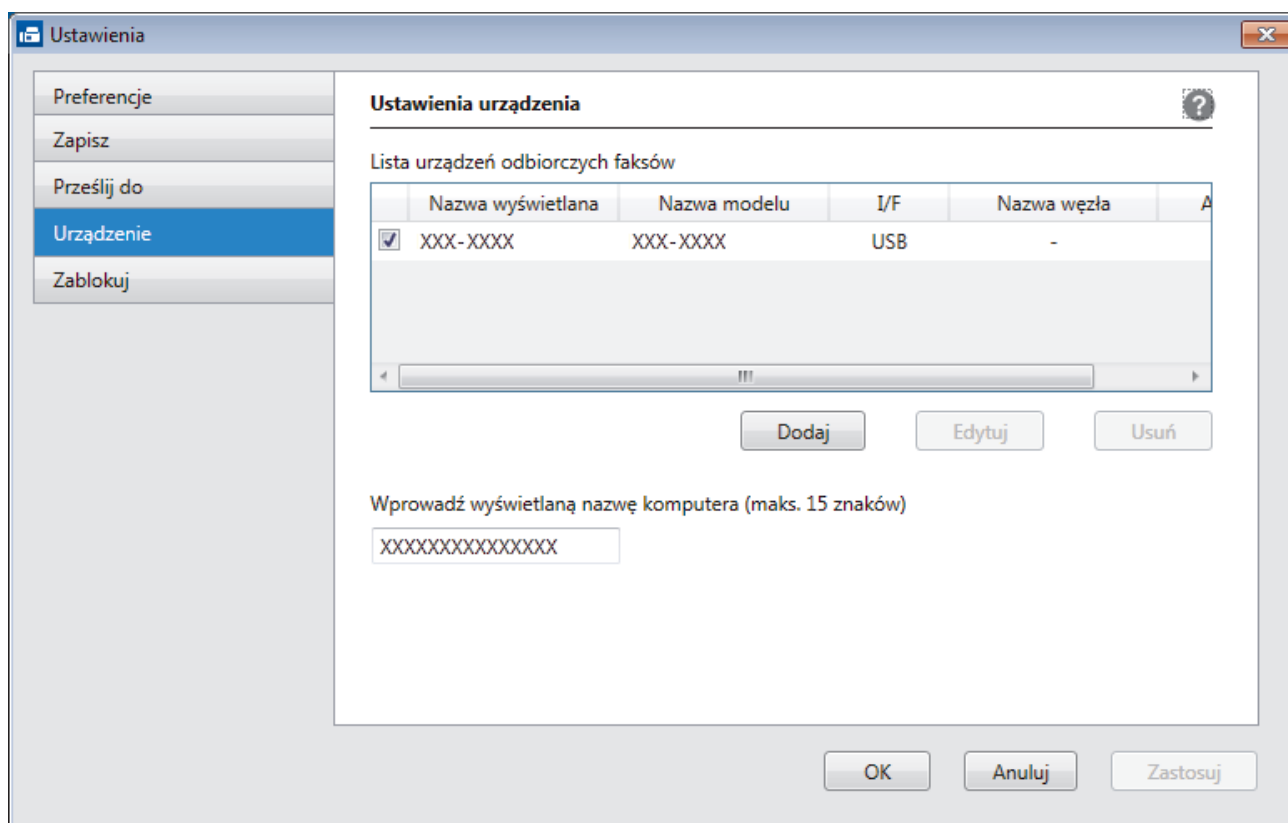 Ustawienia
Preferencje
Zapisz
Prześlij do
Urządzenie
Zablokuj
Ustawienia urządzenia
?
Lista urządzeń odbiorczych faksów
Nazwa wyświetlana Nazwa modelu I/F Nazwa węzła A
XXX-XXXX XXX-XXXX USB -
Dodaj Edytuj Usuń
Wprowadź wyświetlaną nazwę komputera (maks. 15 znaków)
XXXXXXXXXXXXXXX
OK Anuluj Zastosuj